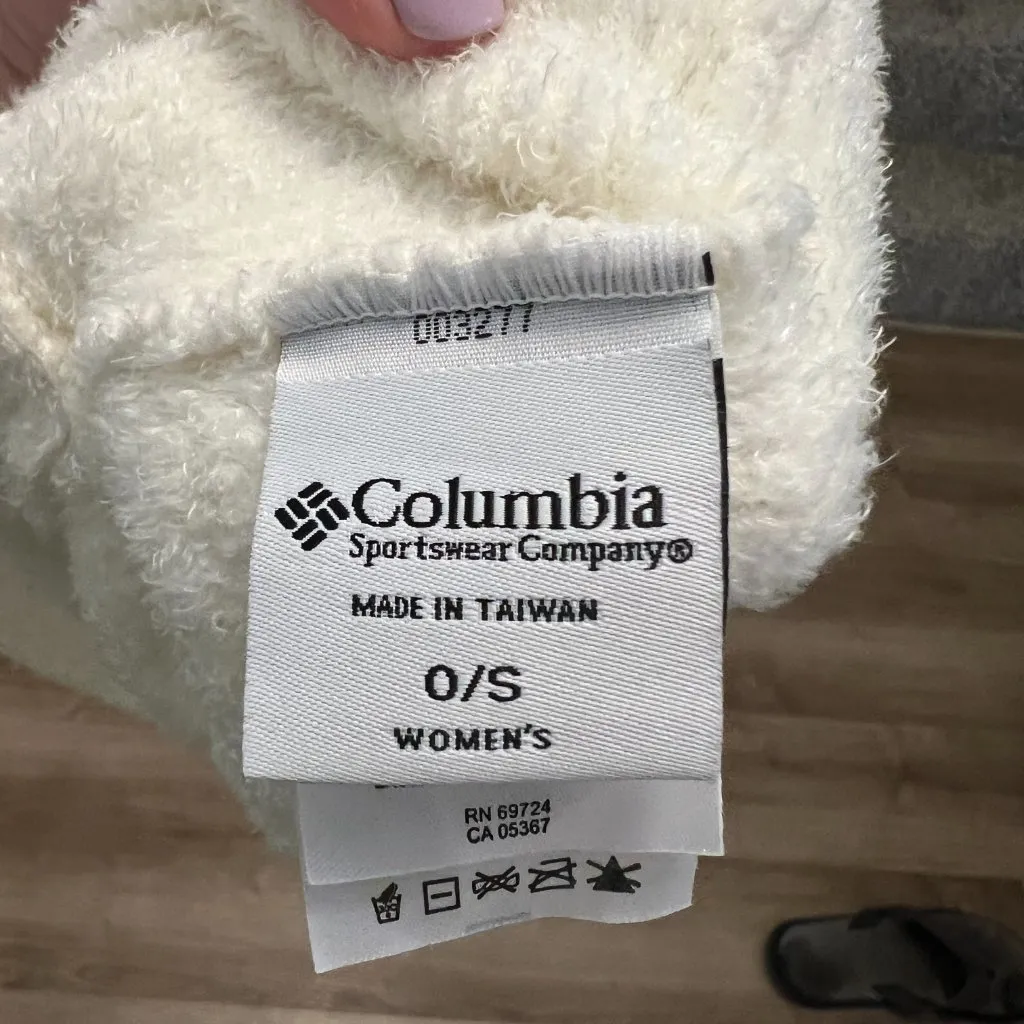 003277
Columbia
Sportswear Company®
MADE IN TAIWAN
O/S
WOMEN'S
RN 69724
CA 05367